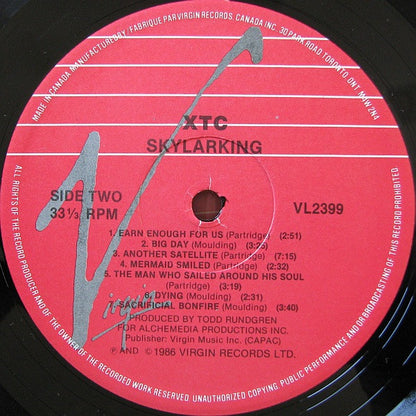 MADE IN CANADA MANUFACTURED BY / FABRIQUE PAR VIRGIN RECORDS, CANADA INC. 30 PARK ROAD TORONTO, ONT M4W 2N4
XTC
SKYLARKING
SIDE TWO
33⅓ RPM
VL2399
1. EARN ENOUGH FOR US (Partridge) (2:51)
2. BIG DAY (Moulding) (3:25)
3. ANOTHER SATELLITE (Partridge) (7:15)
4. MERMAID SMILED (Partridge) (2:32)
5. THE MAN WHO SAILED AROUND HIS SOUL
(Partridge) (3:19)
6. DYING (Moulding) (2:31)
7. SACRIFICIAL BONFIRE (Moulding) (3:40)
PRODUCED BY TODD RUNDGREN
FOR ALCHEMEDIA PRODUCTIONS INC.
Publisher: Virgin Music Inc. (CAPAC)
Ⓟ AND © 1986 VIRGIN RECORDS LTD.
Virgin
ALL RIGHTS OF THE RECORD PRODUCER AND OF THE OWNER OF THE RECORDED WORK RESERVED. UNAUTHORIZED COPYING, PUBLIC PERFORMANCE AND/OR BROADCASTING OF THIS RECORD PROHIBITED.